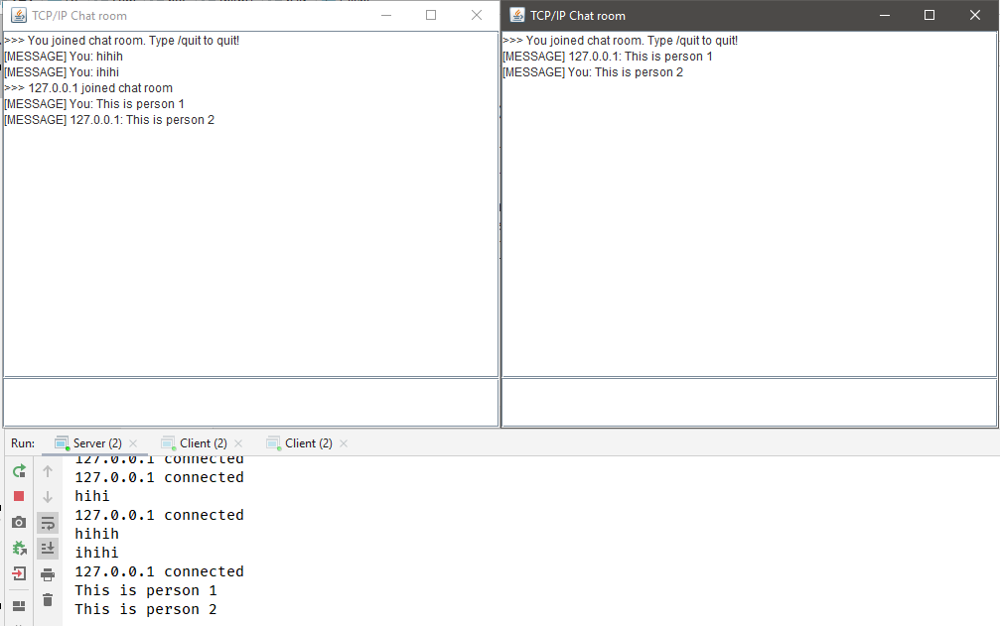 TCP/IP Chat room
>>> You joined chat room. Type /quit to quit!
[MESSAGE] You: hihih
[MESSAGE] You: ihihi
>>> 127.0.0.1 joined chat room
[MESSAGE] You: This is person 1
[MESSAGE] 127.0.0.1: This is person 2
TCP/IP Chat room
>>> You joined chat room. Type /quit to quit!
[MESSAGE] 127.0.0.1: This is person 1
[MESSAGE] You: This is person 2
Run: Server (2) Client (2) Client (2)
127.0.0.1 connected
127.0.0.1 connected
hihi
127.0.0.1 connected
hihih
ihihi
127.0.0.1 connected
This is person 1
This is person 2